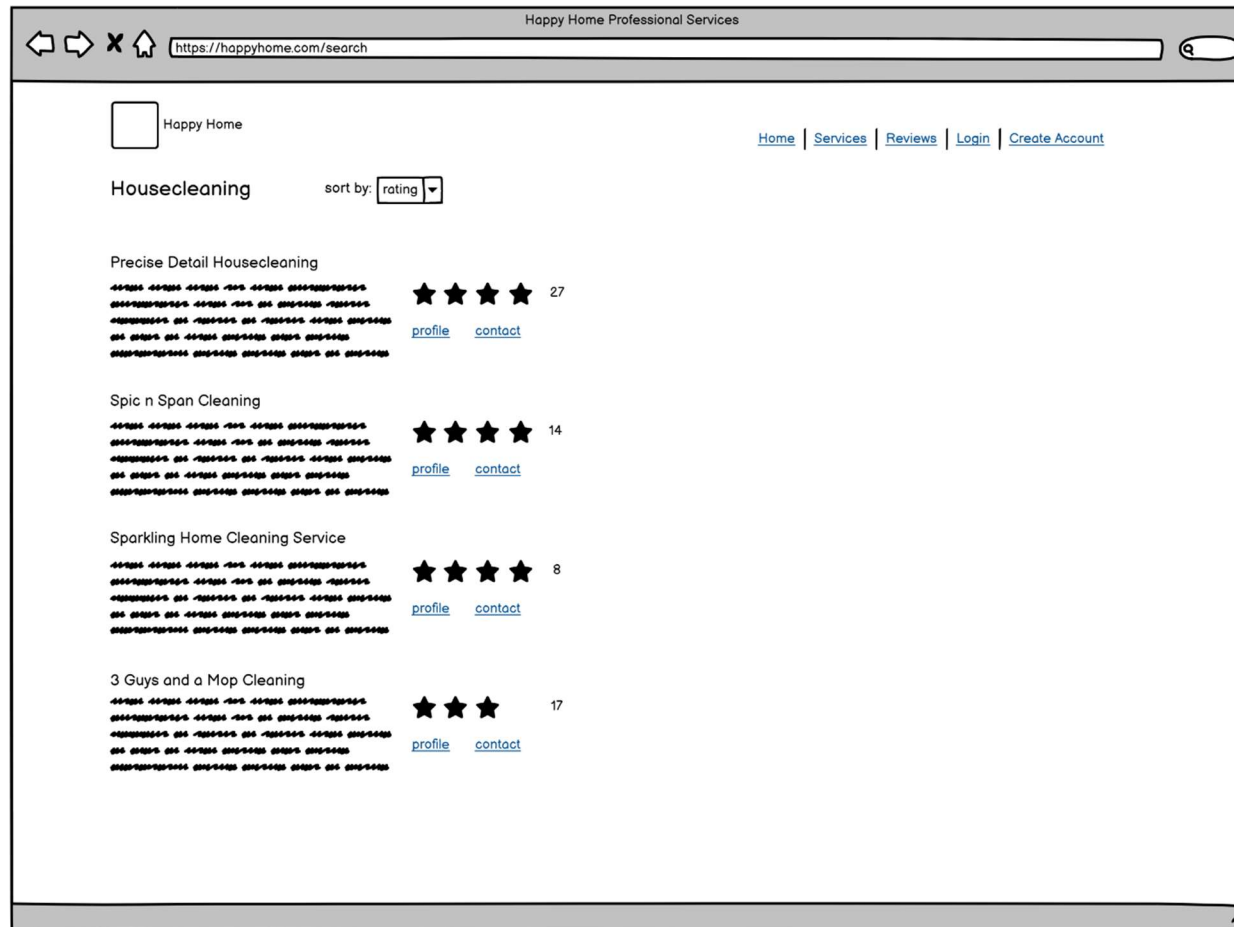 Happy Home Professional Services
https://happyhome.com/search
Happy Home
Home | Services | Reviews | Login | Create Account
Housecleaning sort by: rating
Precise Detail Housecleaning
27
profile contact
Spic n Span Cleaning
14
profile contact
Sparkling Home Cleaning Service
8
profile contact
3 Guys and a Mop Cleaning
17
profile contact